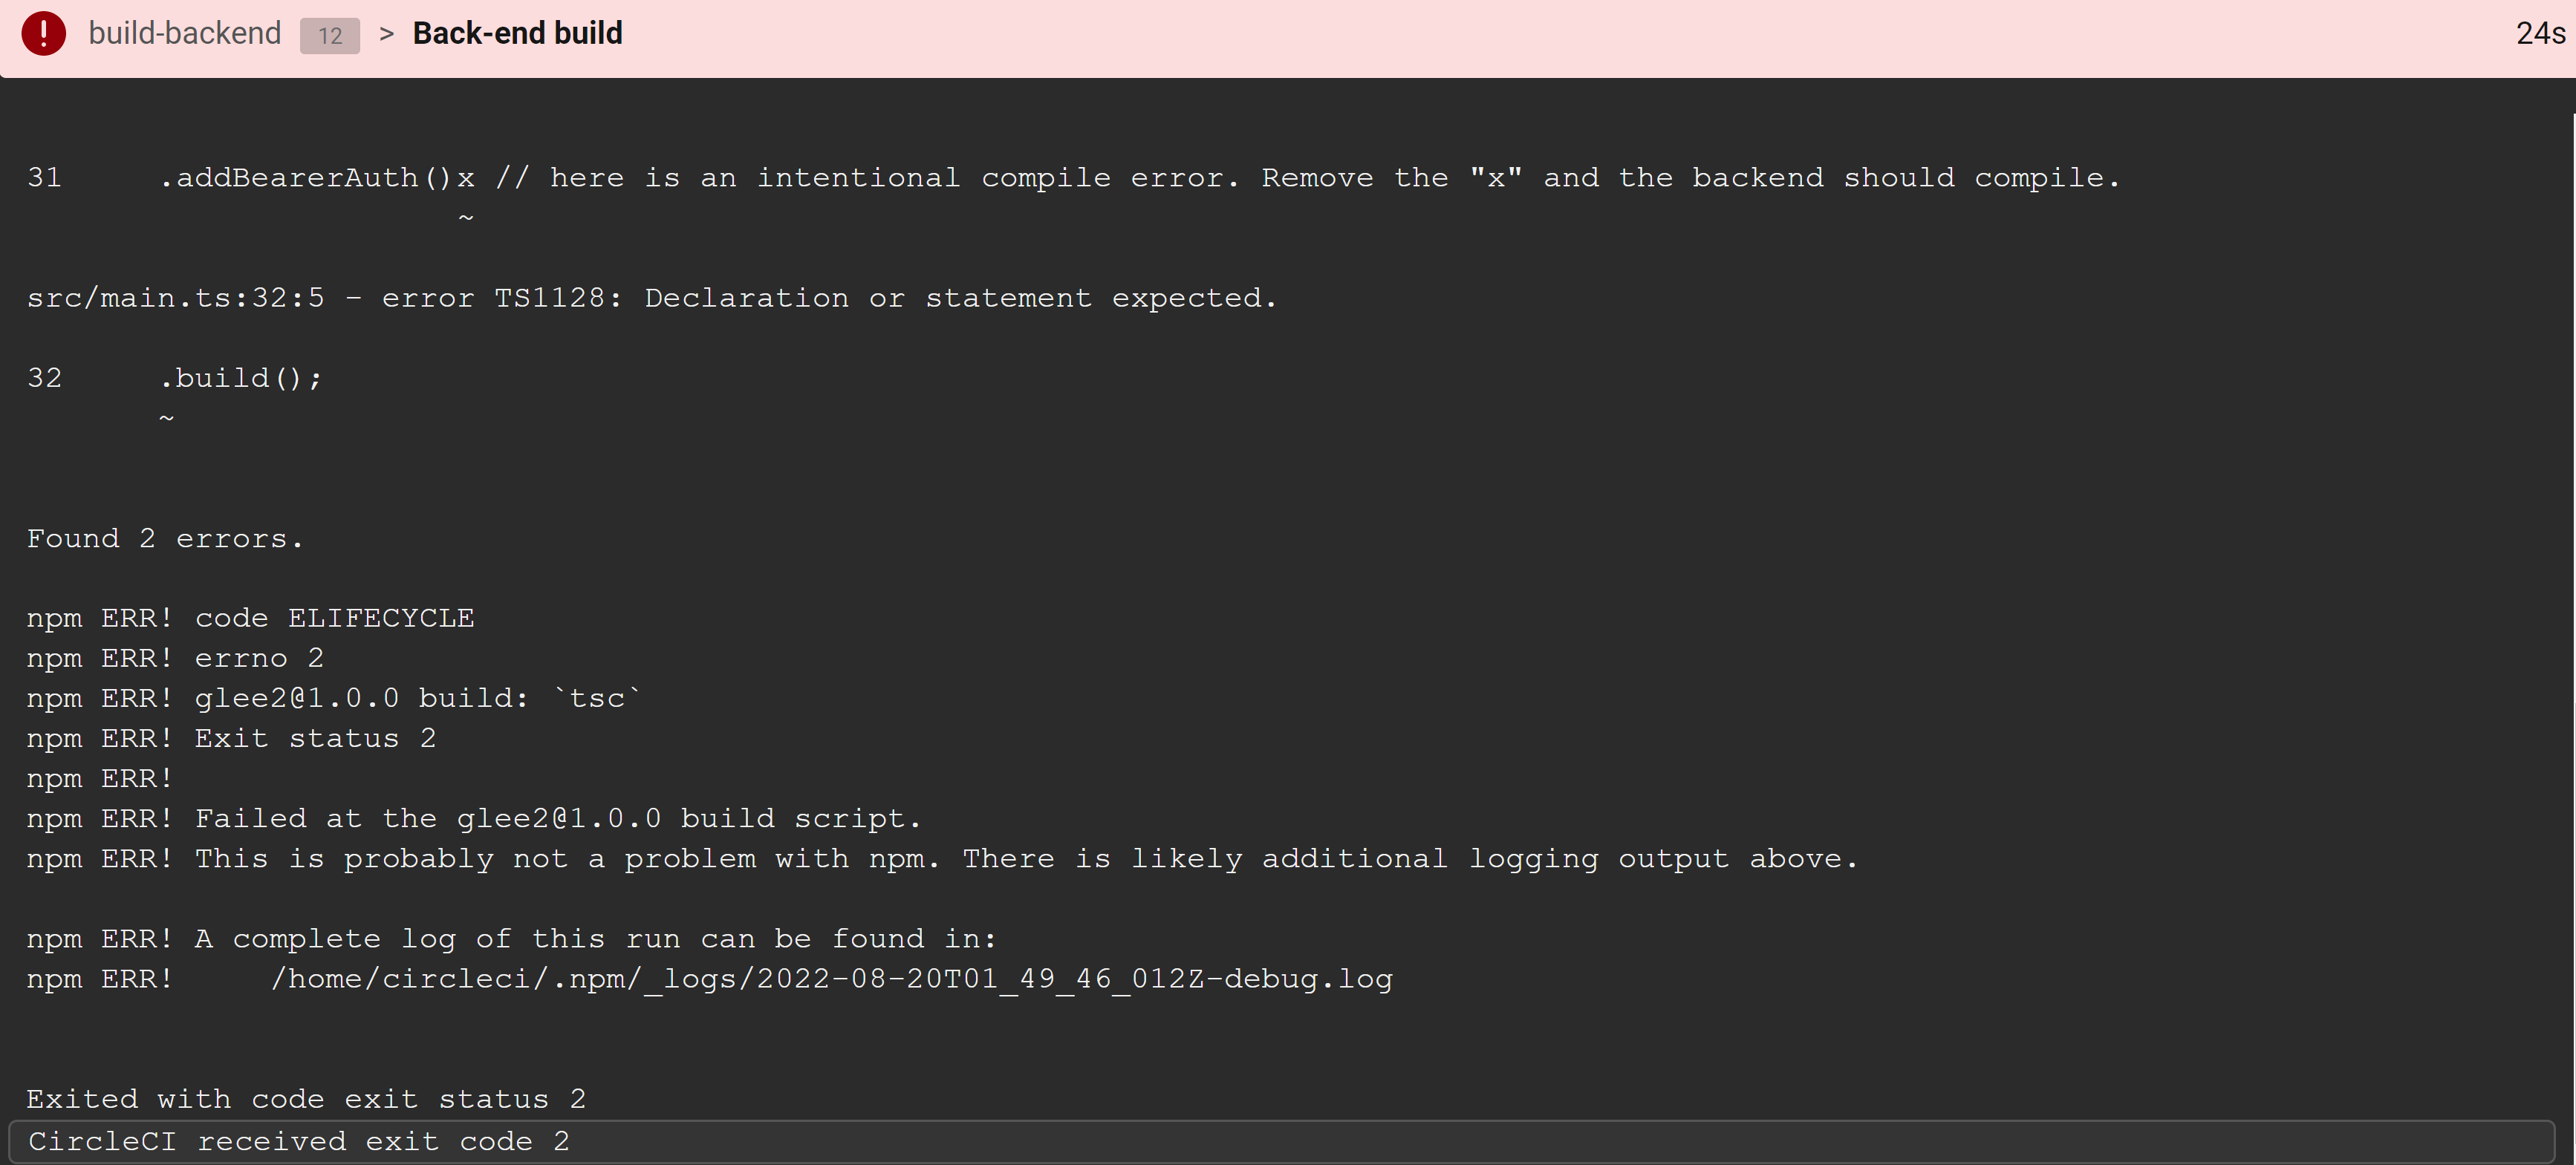 ! build-backend 12 > Back-end build 24s
31     .addBearerAuth()x // here is an intentional compile error. Remove the "x" and the backend should compile.
                       ~
src/main.ts:32:5 - error TS1128: Declaration or statement expected.
32     .build();
       ~
Found 2 errors.
npm ERR! code ELIFECYCLE
npm ERR! errno 2
npm ERR! glee2@1.0.0 build: `tsc`
npm ERR! Exit status 2
npm ERR!
npm ERR! Failed at the glee2@1.0.0 build script.
npm ERR! This is probably not a problem with npm. There is likely additional logging output above.
npm ERR! A complete log of this run can be found in:
npm ERR!     /home/circleci/.npm/_logs/2022-08-20T01_49_46_012Z-debug.log
Exited with code exit status 2
CircleCI received exit code 2